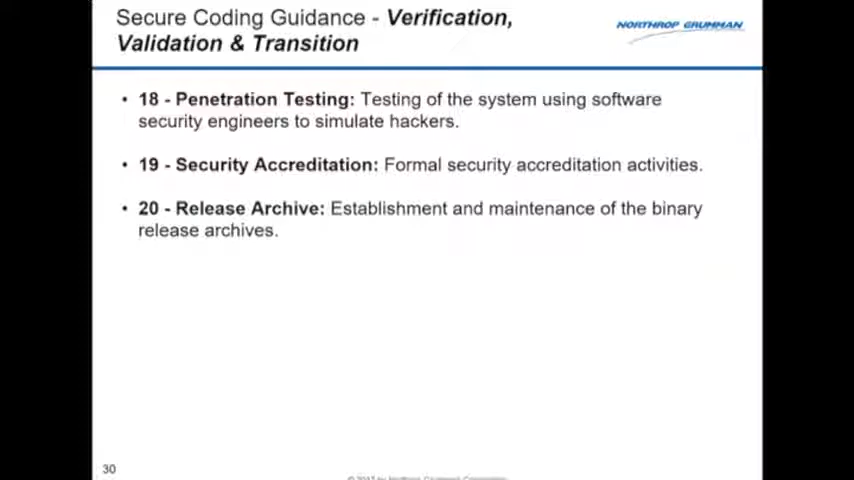 Secure Coding Guidance - Verification,
Validation & Transition
NORTHROP GRUMMAN
• 18 - Penetration Testing: Testing of the system using software
security engineers to simulate hackers.
• 19 - Security Accreditation: Formal security accreditation activities.
• 20 - Release Archive: Establishment and maintenance of the binary
release archives.
30